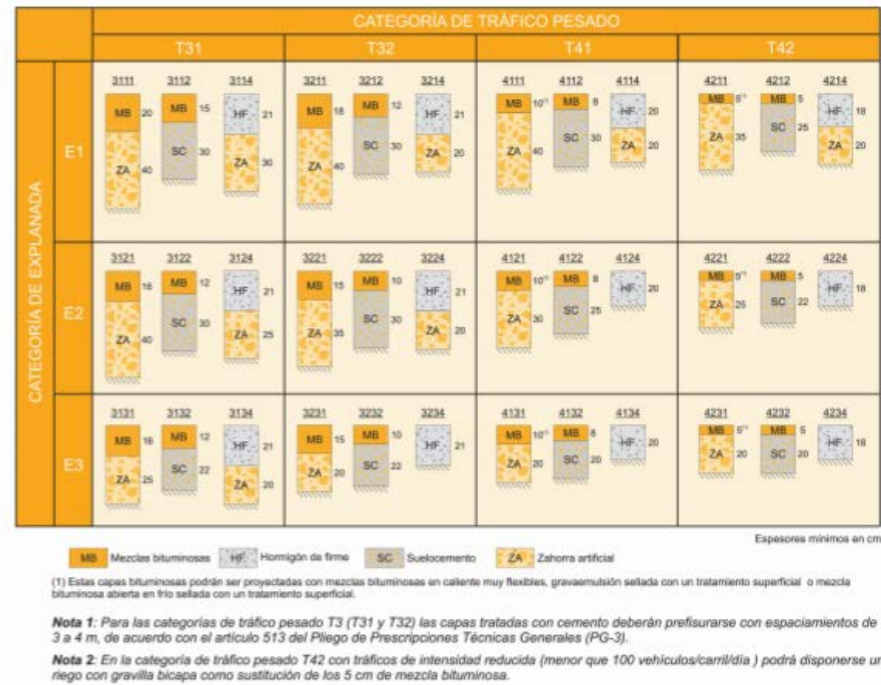 CATEGORÍA DE TRÁFICO PESADO
T31 T32 T41 T42
CATEGORÍA DE EXPLANADA
E1
3111 3112 3114 3211 3212 3214 4111 4112 4114 4211 4212 4214
MB 20 MB 15 HF 21 MB 18 MB 12 HF 21 MB 10(1) MB 8 HF 20 MB 5(1) MB 5 HF 18
ZA 40 SC 30 ZA 30 ZA 40 SC 30 ZA 20 ZA 40 SC 30 ZA 20 ZA 35 SC 25 ZA 20
E2
3121 3122 3124 3221 3222 3224 4121 4122 4124 4221 4222 4224
MB 16 MB 12 HF 21 MB 15 MB 10 HF 21 MB 10(1) MB 8 HF 20 MB 5(1) MB 5 HF 18
ZA 40 SC 30 ZA 25 ZA 35 SC 30 ZA 20 ZA 30 SC 25 ZA 25 SC 22
E3
3131 3132 3134 3231 3232 3234 4131 4132 4134 4231 4232 4234
MB 16 MB 12 HF 21 MB 15 MB 10 HF 21 MB 10(1) MB 8 HF 20 MB 5(1) MB 5 HF 18
ZA 25 SC 22 ZA 20 ZA 20 SC 22 ZA 20 SC 20 ZA 20 SC 20
Espesores mínimos en cm
MB Mezclas bituminosas HF Hormigón de firme SC Suelocemento ZA Zahorra artificial
(1) Estas capas bituminosas podrán ser proyectadas con mezclas bituminosas en caliente muy flexibles, gravaemulsión sellada con un tratamiento superficial o mezcla
bituminosa abierta en frío sellada con un tratamiento superficial.
Nota 1: Para las categorías de tráfico pesado T3 (T31 y T32) las capas tratadas con cemento deberán prefisurarse con espaciamientos de
3 a 4 m, de acuerdo con el artículo 513 del Pliego de Prescripciones Técnicas Generales (PG-3).
Nota 2: En la categoría de tráfico pesado T42 con tráficos de intensidad reducida (menor que 100 vehículos/carril/día ) podrá disponerse un
riego con gravilla bicapa como sustitución de los 5 cm de mezcla bituminosa.